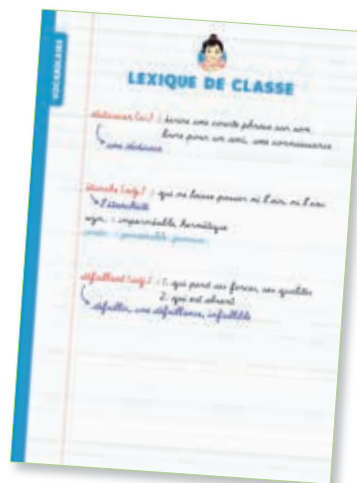 VOCABULAIRE
LEXIQUE DE CLASSE
dédicacer (v.) : écrire une courte phrase sur son
livre pour un ami, une connaissance
une dédicace
étanche (adj.) : qui ne laisse passer ni l'air, ni l'eau
l'étanchéité
syn. : imperméable, hermétique
perméable, poreux
défaillant (adj.) : 1. qui perd ses forces, ses qualités
2. qui est absent
défaillir, une défaillance, infaillible